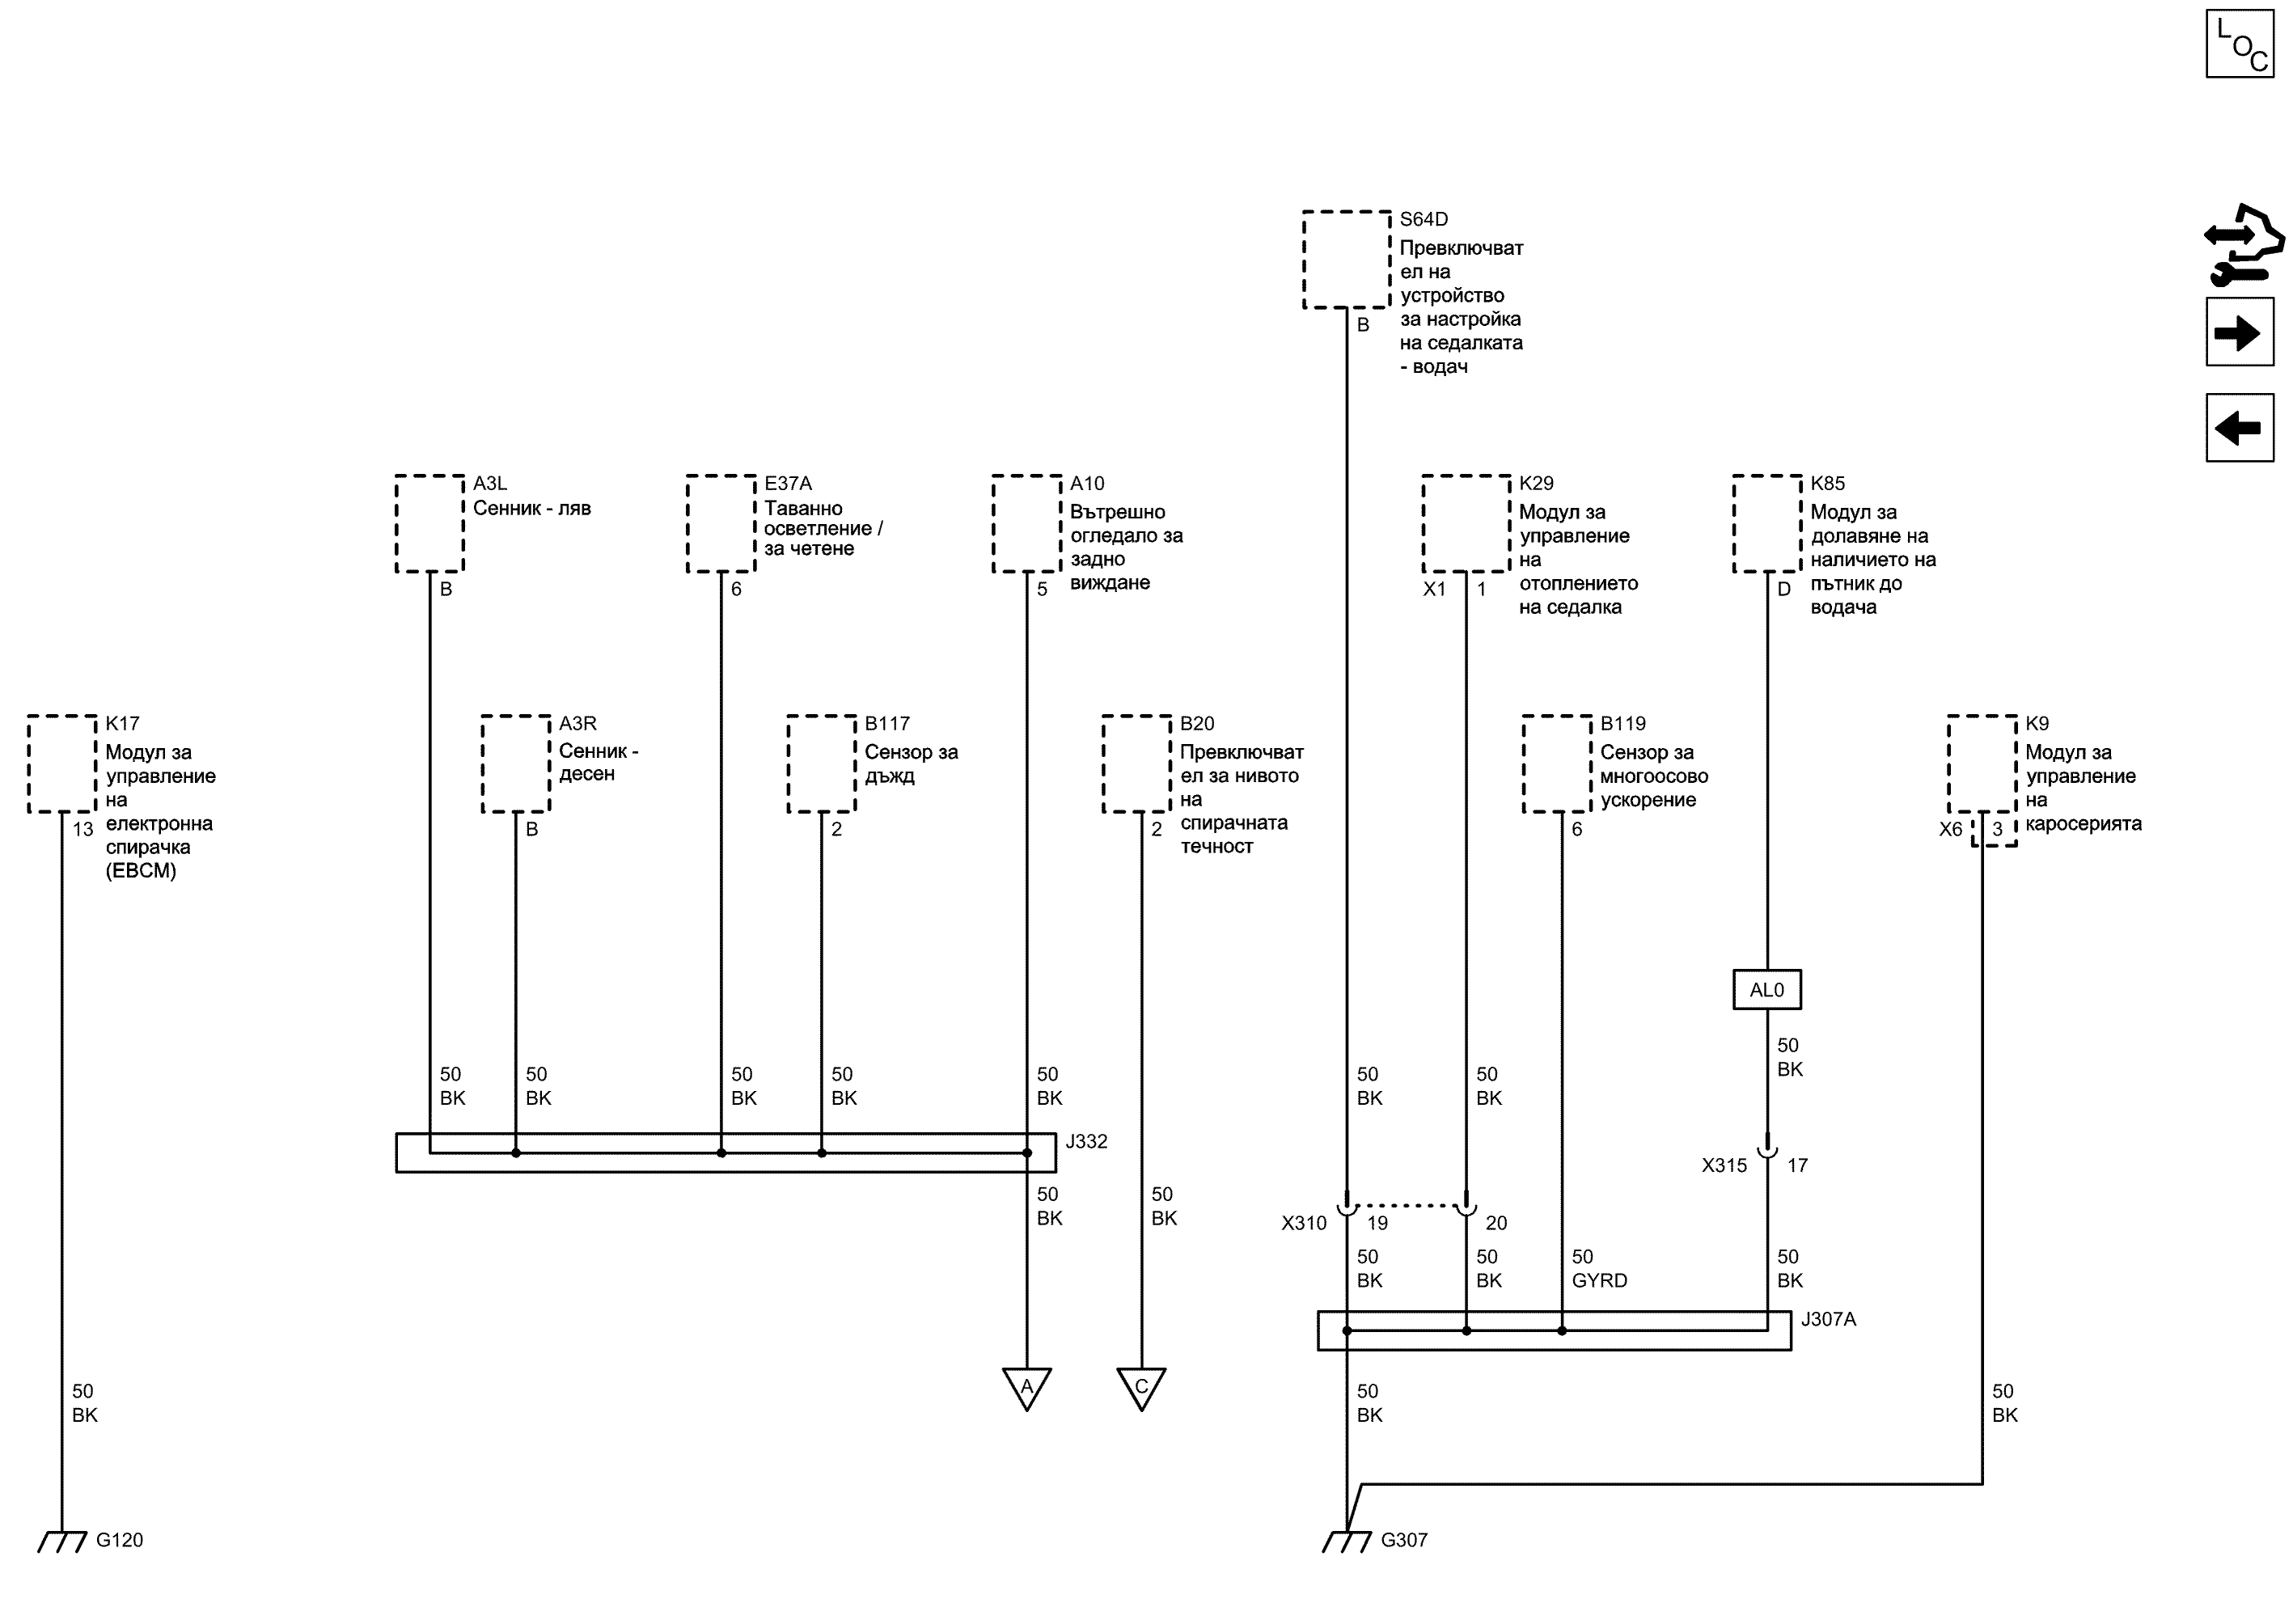 LOC
S64D
Превключват
ел на
устройство
за настройка
на седалката
- водач
B
A3L
Сенник - ляв
B
E37A
Таванно
осветление /
за четене
6
A10
Вътрешно
огледало за
задно
виждане
5
K29
Модул за
управление
на
отоплението
на седалка
X1 1
K85
Модул за
долавяне на
наличието на
пътник до
водача
D
K17
Модул за
управление
на
електронна
спирачка
(EBCM)
13
A3R
Сенник -
десен
B
B117
Сензор за
дъжд
2
B20
Превключват
ел за нивото
на
спирачната
течност
2
B119
Сензор за
многоосово
ускорение
6
K9
Модул за
управление
на
каросерията
X6 3
AL0
50
BK
50
BK
50
BK
50
BK
50
BK
50
BK
50
BK
50
BK
J332
X315 17
50
BK
50
BK
X310 19 20
50
BK
50
BK
50
GYRD
50
BK
J307A
A
C
50
BK
50
BK
50
BK
G120
G307